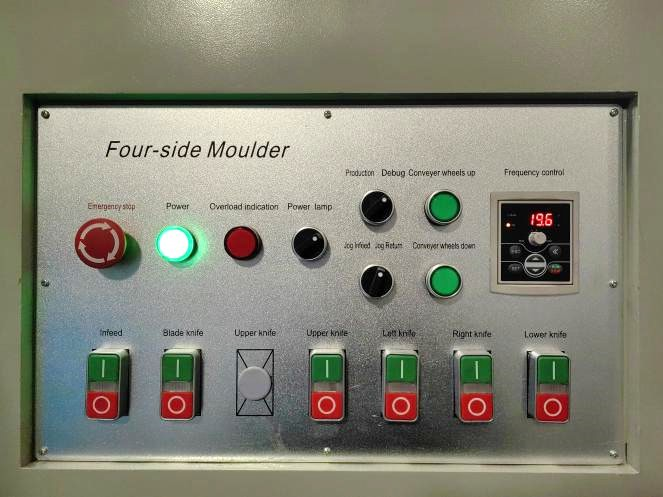 Four-side Moulder
Production Debug Conveyer wheels up Frequency control
Emergency stop Power Overload indication Power lamp
19.6
Jog Infeed Jog Return Conveyer wheels down
Infeed Blade knife Upper knife Upper knife Left knife Right knife Lower knife
I I I I I I
O O O O O O